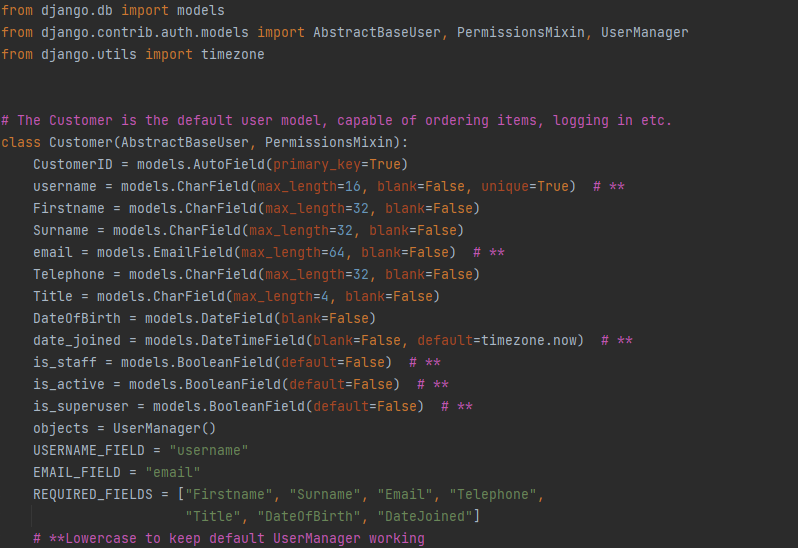 from django.db import models
from django.contrib.auth.models import AbstractBaseUser, PermissionsMixin, UserManager
from django.utils import timezone
# The Customer is the default user model, capable of ordering items, logging in etc.
class Customer(AbstractBaseUser, PermissionsMixin):
    CustomerID = models.AutoField(primary_key=True)
    username = models.CharField(max_length=16, blank=False, unique=True)  # **
    Firstname = models.CharField(max_length=32, blank=False)
    Surname = models.CharField(max_length=32, blank=False)
    email = models.EmailField(max_length=64, blank=False)  # **
    Telephone = models.CharField(max_length=32, blank=False)
    Title = models.CharField(max_length=4, blank=False)
    DateOfBirth = models.DateField(blank=False)
    date_joined = models.DateTimeField(blank=False, default=timezone.now)  # **
    is_staff = models.BooleanField(default=False)  # **
    is_active = models.BooleanField(default=False)  # **
    is_superuser = models.BooleanField(default=False)  # **
    objects = UserManager()
    USERNAME_FIELD = "username"
    EMAIL_FIELD = "email"
    REQUIRED_FIELDS = ["Firstname", "Surname", "Email", "Telephone",
                       "Title", "DateOfBirth", "DateJoined"]
    # **Lowercase to keep default UserManager working